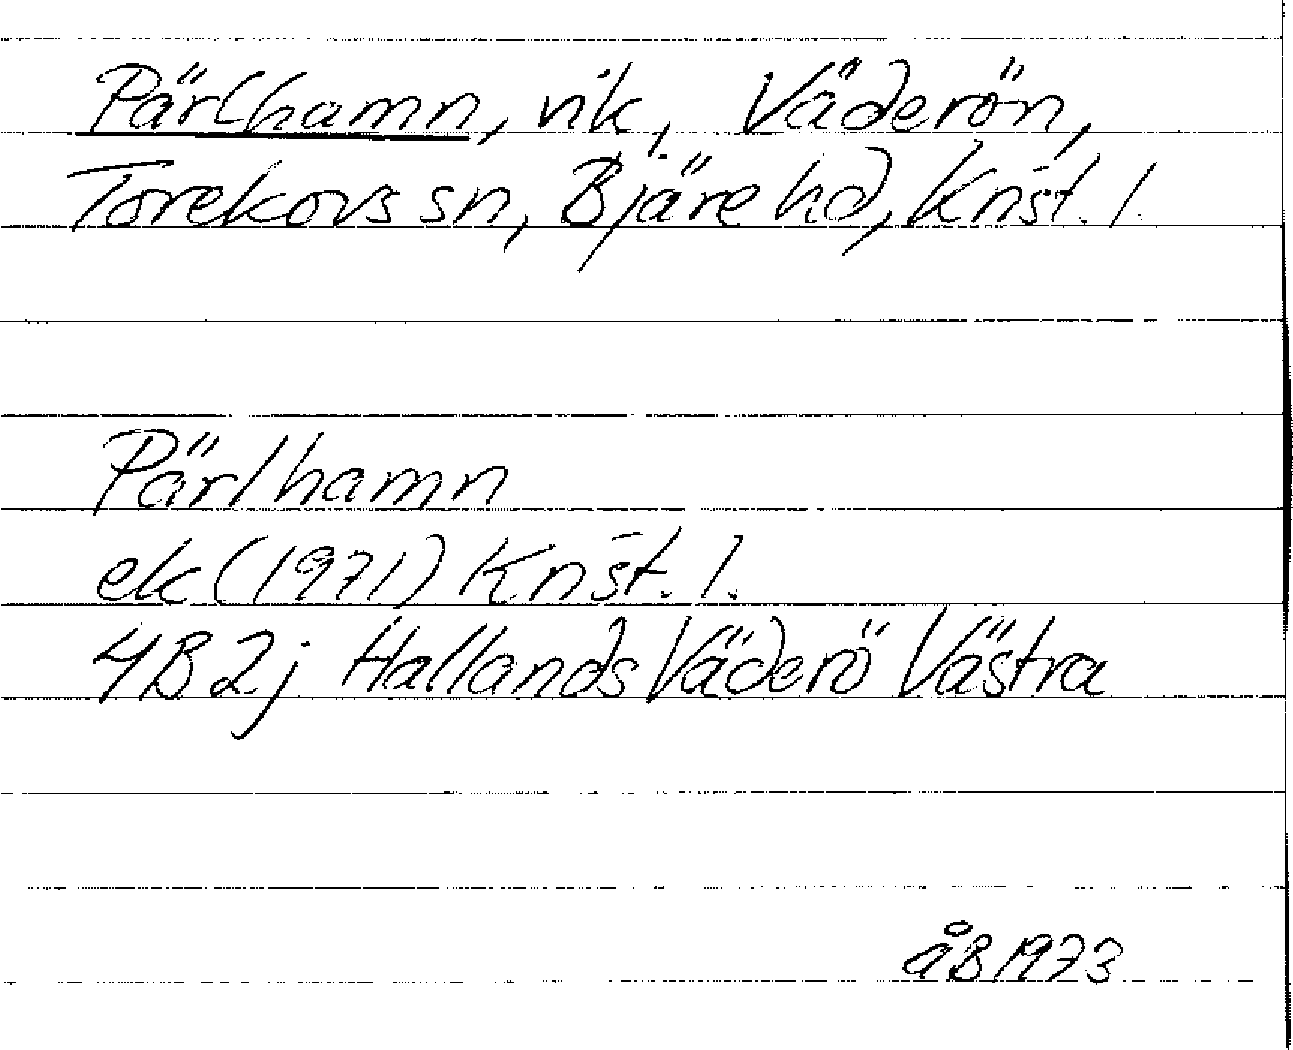 Pärlhamn, vik, Väderön,
Torekovs sn, Bjäre hd, Krist. l.
Pärlhamn
ek (1971) Krist. l.
4B 2j Hallands Väderö Västra
åB 1973